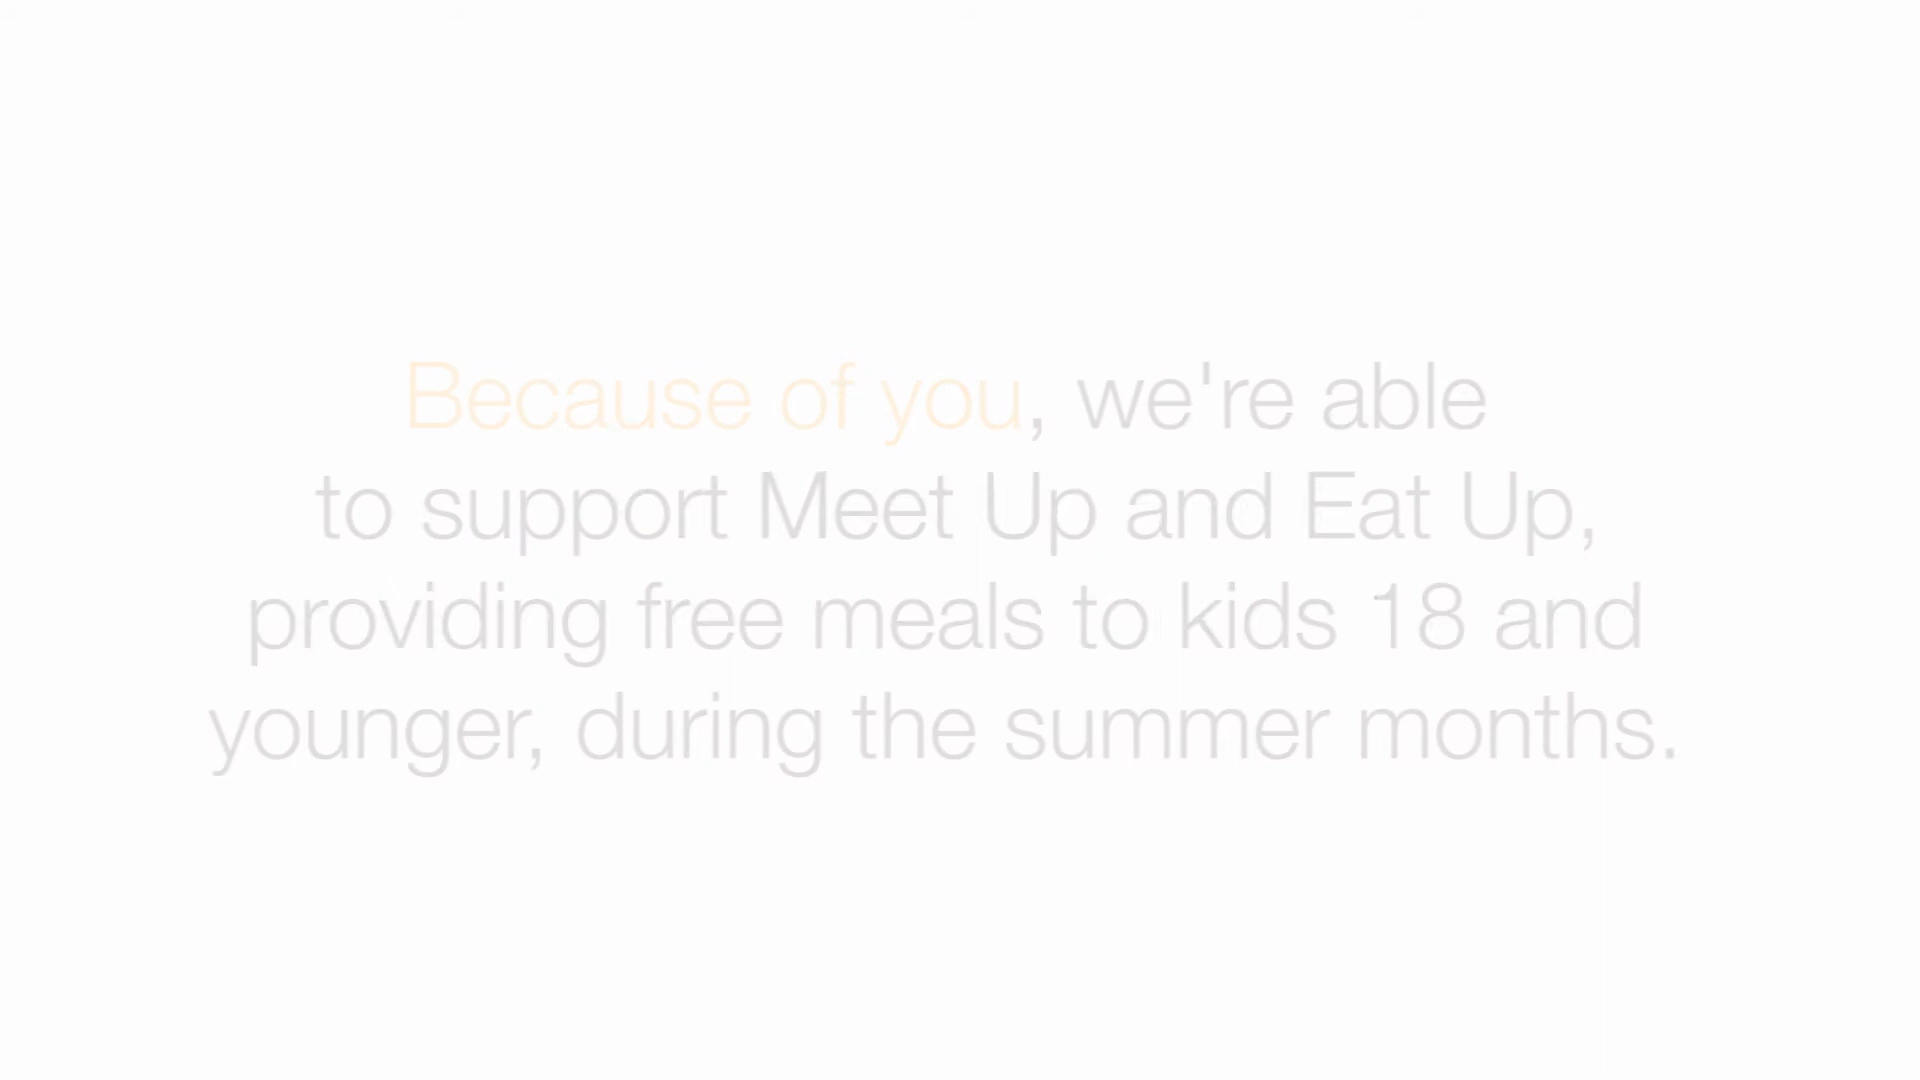 Because of you, we're able
to support Meet Up and Eat Up,
providing free meals to kids 18 and
younger, during the summer months.